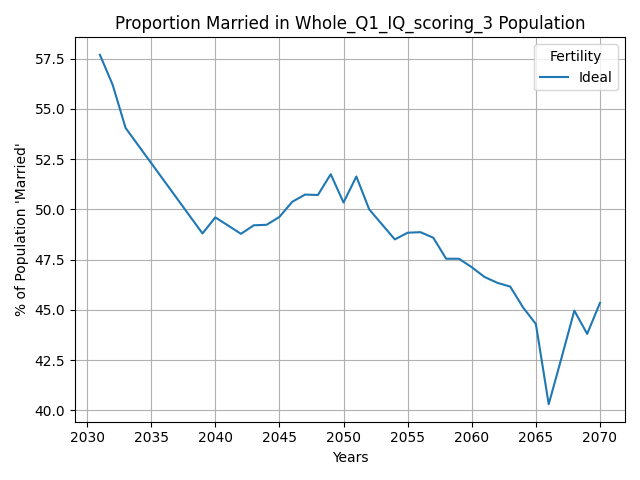 Proportion Married in Whole_Q1_IQ_scoring_3 Population
Fertility
Ideal
% of Population 'Married'
57.5
55.0
52.5
50.0
47.5
45.0
42.5
40.0
2030 2035 2040 2045 2050 2055 2060 2065 2070
Years